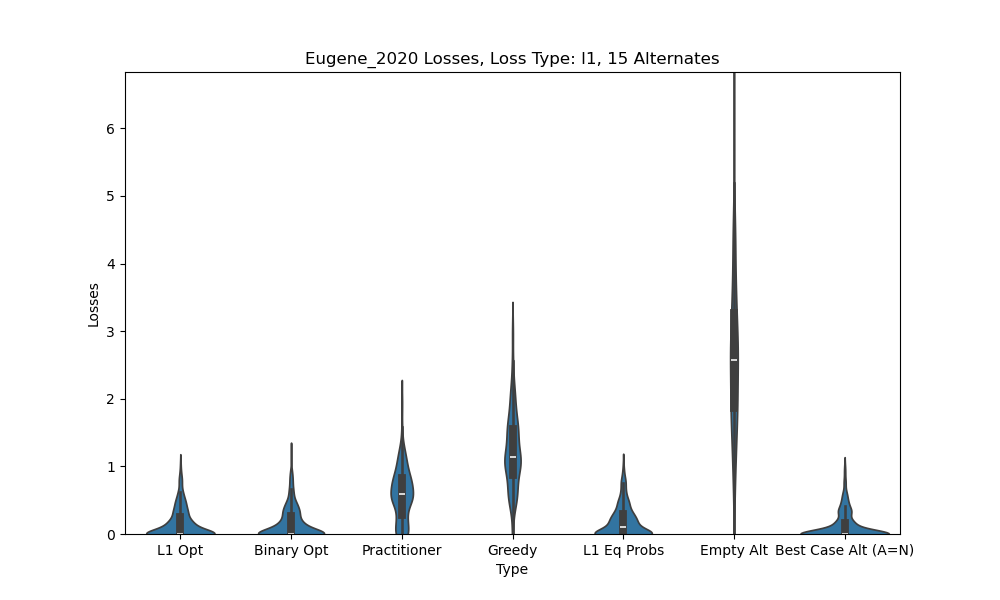 Eugene_2020 Losses, Loss Type: l1, 15 Alternates
6
5
4
3
2
1
0
Losses
L1 Opt Binary Opt Practitioner Greedy L1 Eq Probs Empty Alt Best Case Alt (A=N)
Type